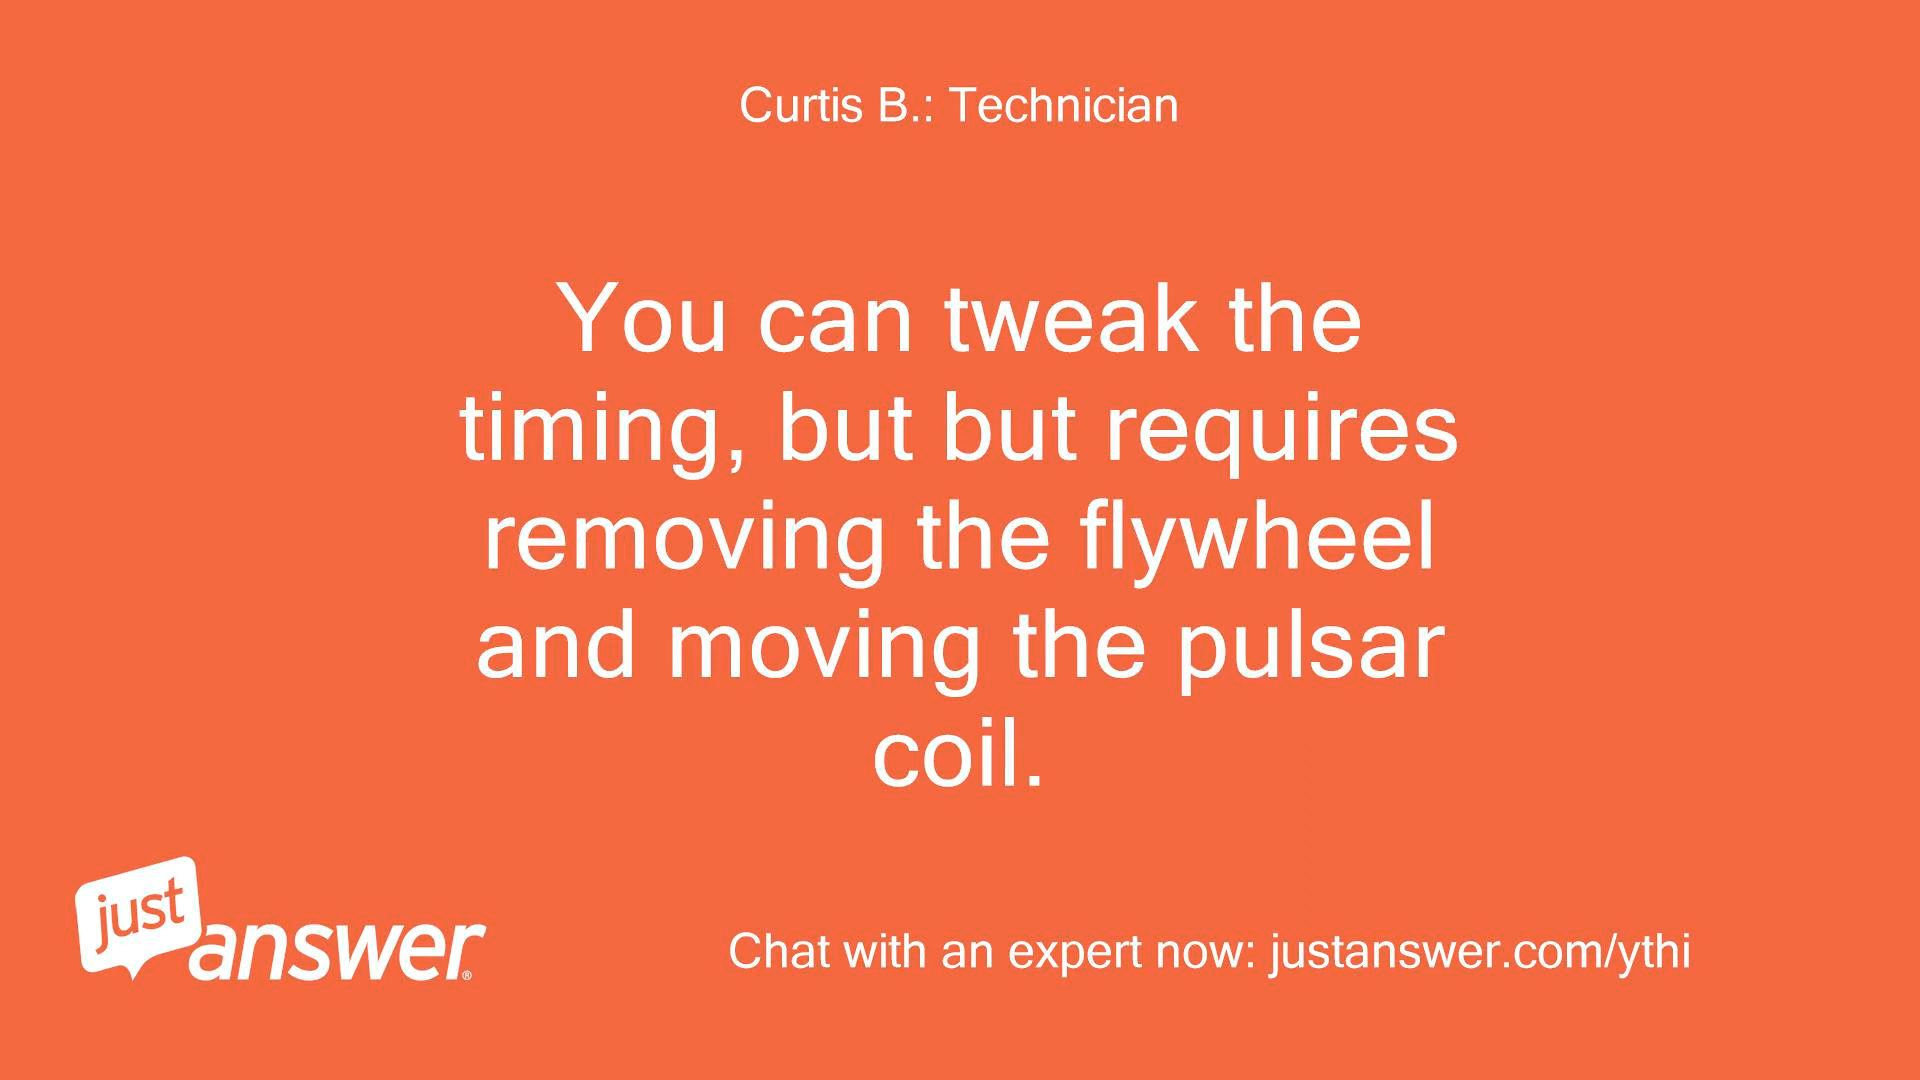 Curtis B.: Technician
You can tweak the
timing, but but requires
removing the flywheel
and moving the pulsar
coil.
just
answer®
Chat with an expert now: justanswer.com/ythi